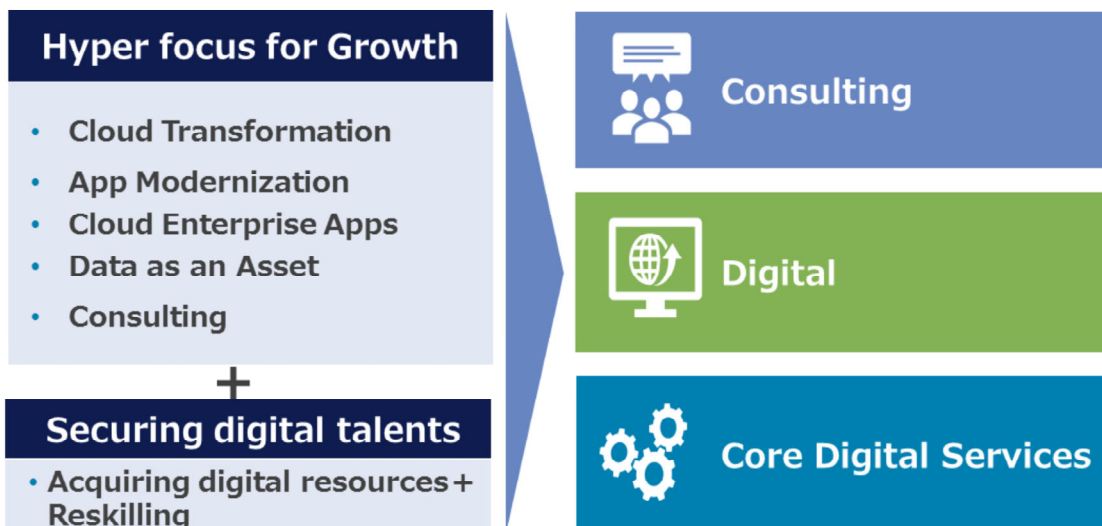 Hyper focus for Growth
• Cloud Transformation
• App Modernization
• Cloud Enterprise Apps
• Data as an Asset
• Consulting
+
Securing digital talents
• Acquiring digital resources+
Reskilling
Consulting
Digital
Core Digital Services